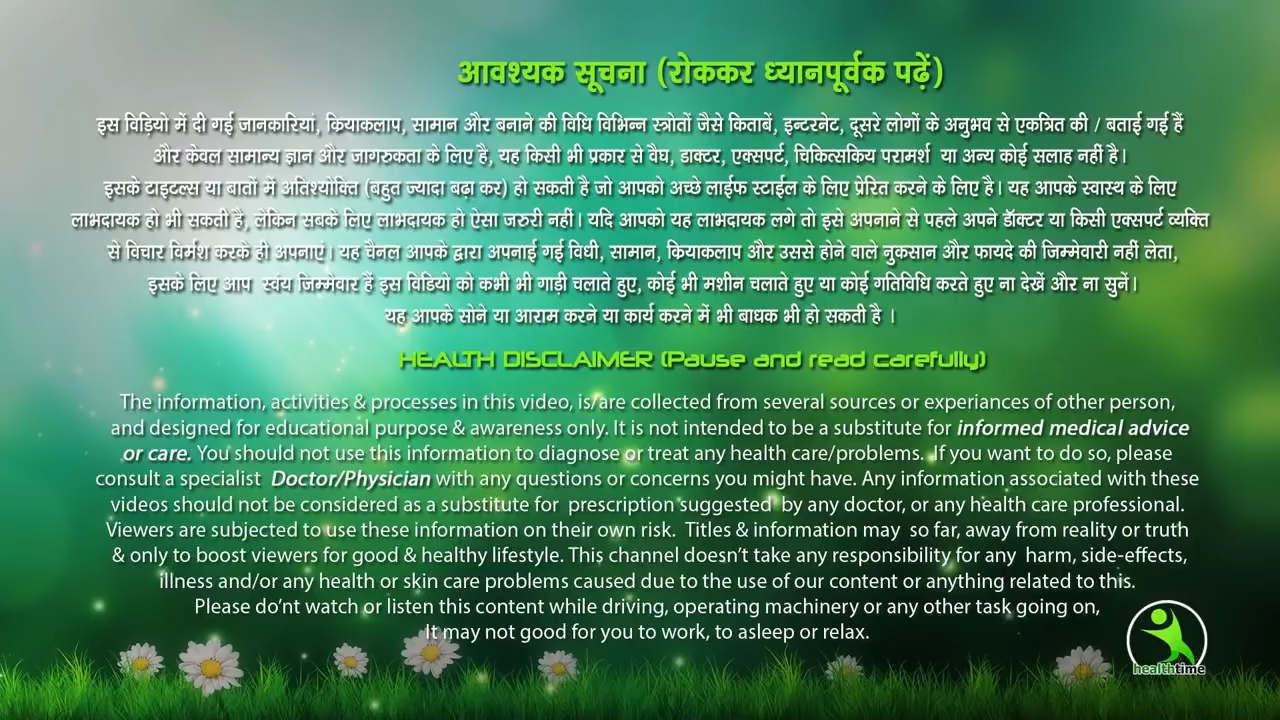 आवश्यक सूचना (रोककर ध्यानपूर्वक पढ़ें)
इस विड़ियो में दी गई जानकारियां, क्रियाकलाप, सामान और बनाने की विधि विभिन्न स्त्रोतों जैसे किताबें, इन्टरनेट, दूसरे लोगों के अनुभव से एकत्रित की / बताई गई हैं
और केवल सामान्य ज्ञान और जागरुकता के लिए है, यह किसी भी प्रकार से वैघ, डाक्टर, एक्सपर्ट, चिकित्सकिय परामर्श या अन्य कोई सलाह नहीं है।
इसके टाइटल्स या बातों में अतिश्योक्ति (बहुत ज्यादा बढ़ा कर) हो सकती है जो आपको अच्छे लाईफ स्टाईल के लिए प्रेरित करने के लिए है। यह आपके स्वास्थ के लिए
लाभदायक हो भी सकती है, लेकिन सबके लिए लाभदायक हो ऐसा जरुरी नहीं। यदि आपको यह लाभदायक लगे तो इसे अपनाने से पहले अपने डॅाक्टर या किसी एक्सपर्ट व्यक्ति
से विचार विर्मश करके ही अपनाएं। यह चैनल आपके द्वारा अपनाई गई विधी, सामान, क्रियाकलाप और उससे होने वाले नुकसान और फायदे की जिम्मेवारी नहीं लेता,
इसके लिए आप स्वंय जिम्मेवार हैं इस विडियो को कभी भी गाड़ी चलाते हुए, कोई भी मशीन चलाते हुए या कोई गतिविधि करते हुए ना देखें और ना सुनें।
यह आपके सोने या आराम करने या कार्य करने में भी बाधक भी हो सकती है ।
HEALTH DISCLAIMER (Pause and read carefully)
The information, activities & processes in this video, is/are collected from several sources or experiances of other person,
and designed for educational purpose & awareness only. It is not intended to be a substitute for informed medical advice
or care. You should not use this information to diagnose or treat any health care/problems. If you want to do so, please
consult a specialist Doctor/Physician with any questions or concerns you might have. Any information associated with these
videos should not be considered as a substitute for prescription suggested by any doctor, or any health care professional.
Viewers are subjected to use these information on their own risk. Titles & information may so far, away from reality or truth
& only to boost viewers for good & healthy lifestyle. This channel doesn't take any responsibility for any harm, side-effects,
illness and/or any health or skin care problems caused due to the use of our content or anything related to this.
Please do'nt watch or listen this content while driving, operating machinery or any other task going on,
It may not good for you to work, to asleep or relax.
healthtime